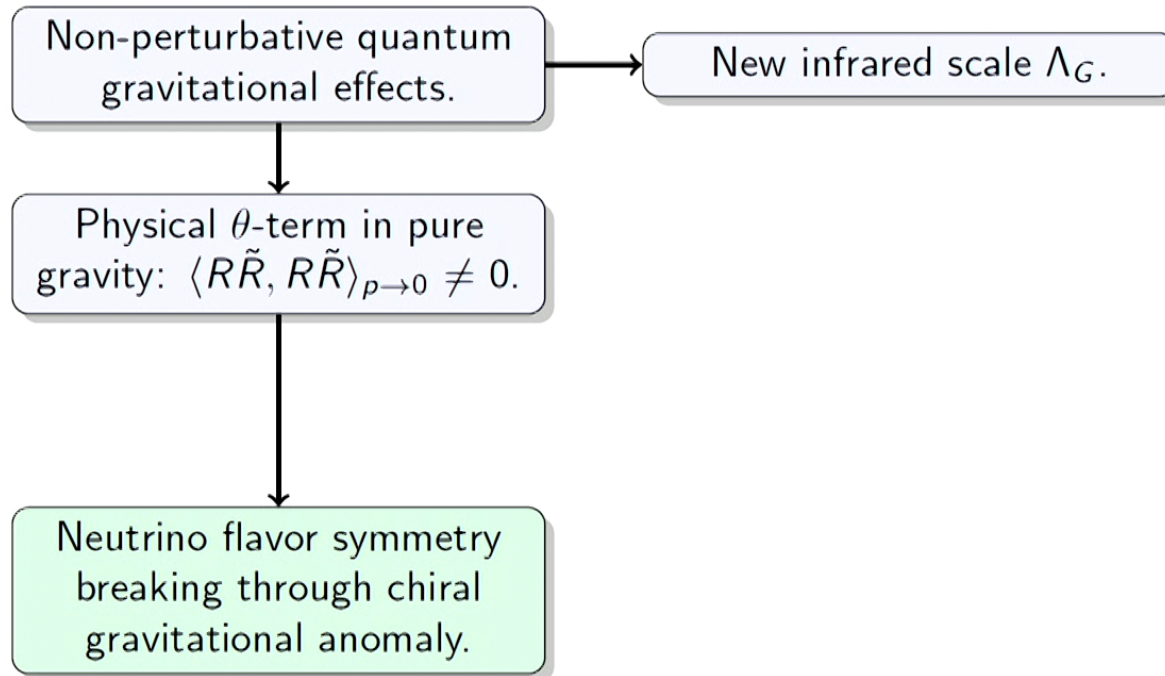 Non-perturbative quantum
gravitational effects.
New infrared scale Λ_G.
Physical θ-term in pure
gravity: ⟨RR̃, RR̃⟩_{p→0} ≠ 0.
Neutrino flavor symmetry
breaking through chiral
gravitational anomaly.